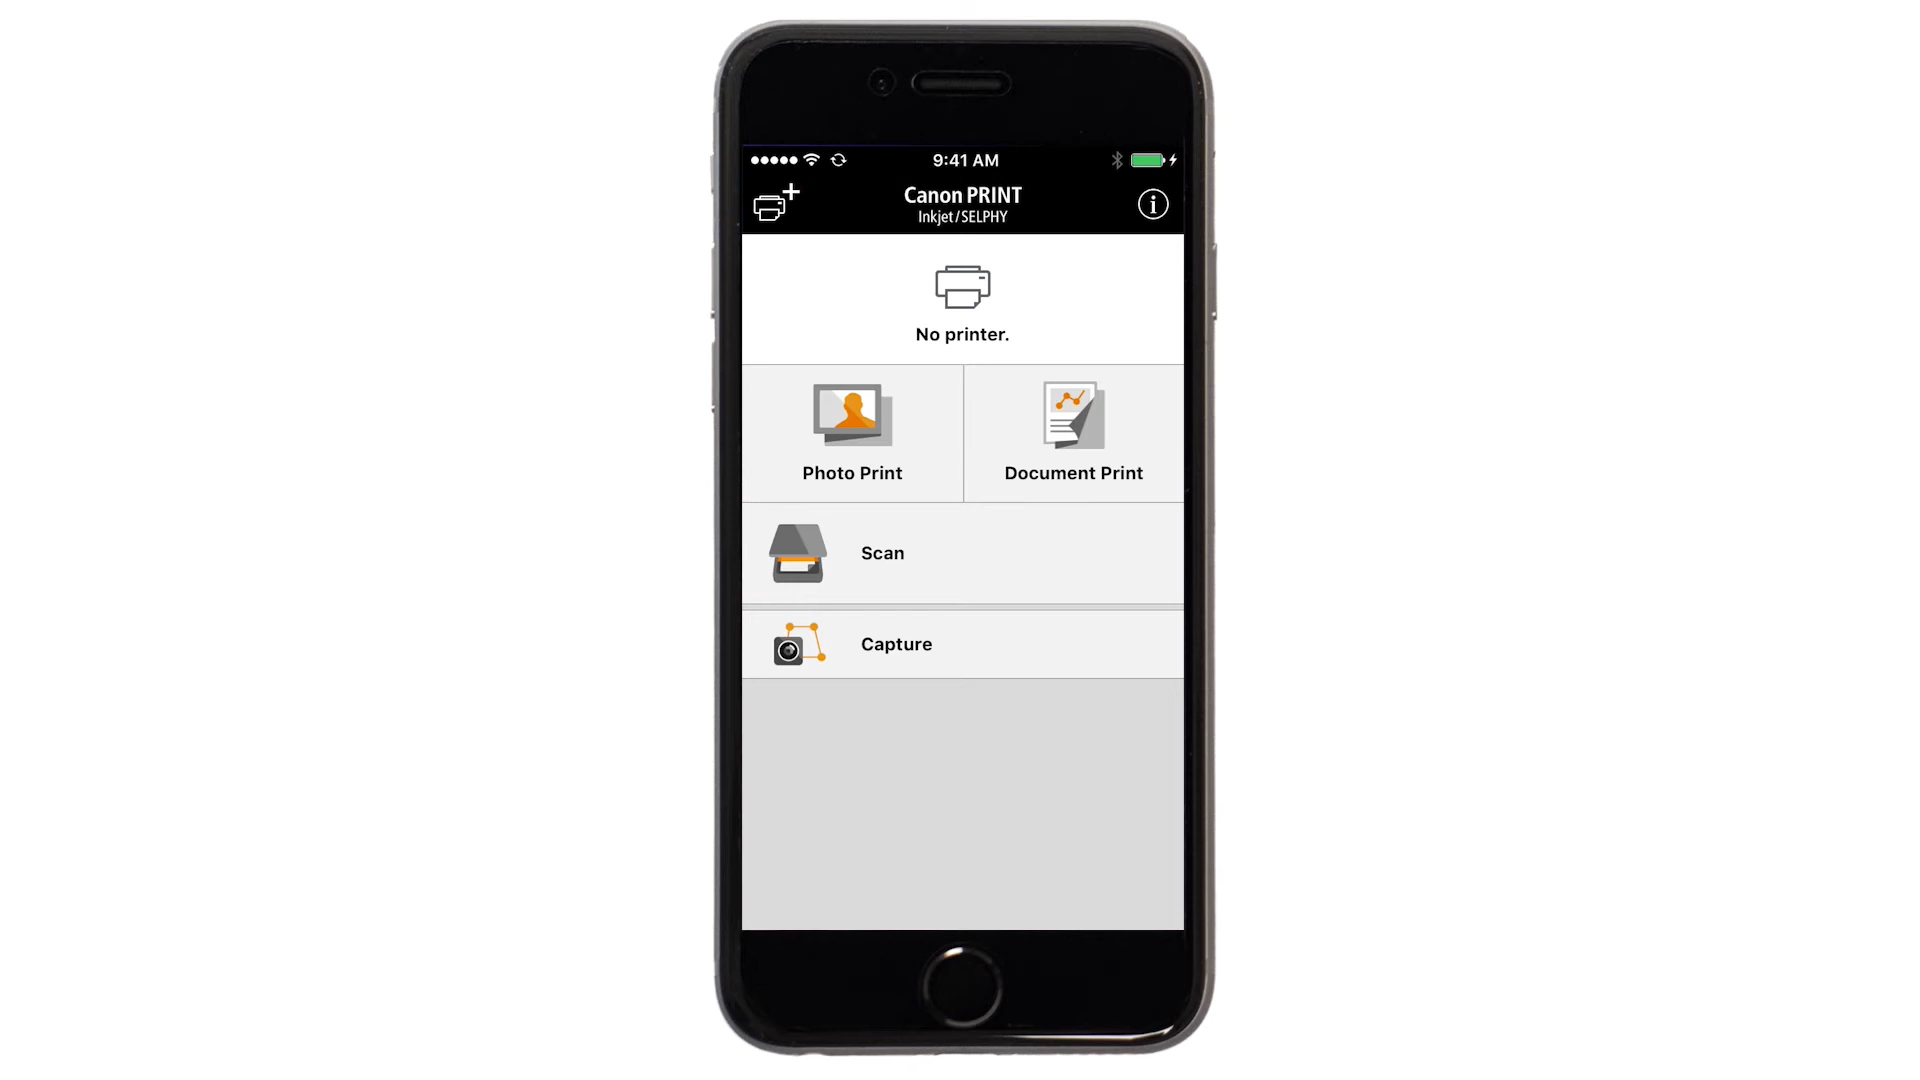 9:41 AM
Canon PRINT
Inkjet/SELPHY
No printer.
Photo Print
Document Print
Scan
Capture